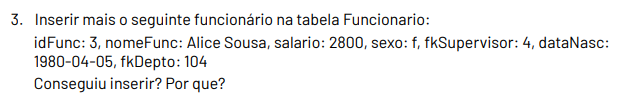 3. Inserir mais o seguinte funcionário na tabela Funcionario:
idFunc: 3, nomeFunc: Alice Sousa, salario: 2800, sexo: f, fkSupervisor: 4, dataNasc:
1980-04-05, fkDepto: 104
Conseguiu inserir? Por que?